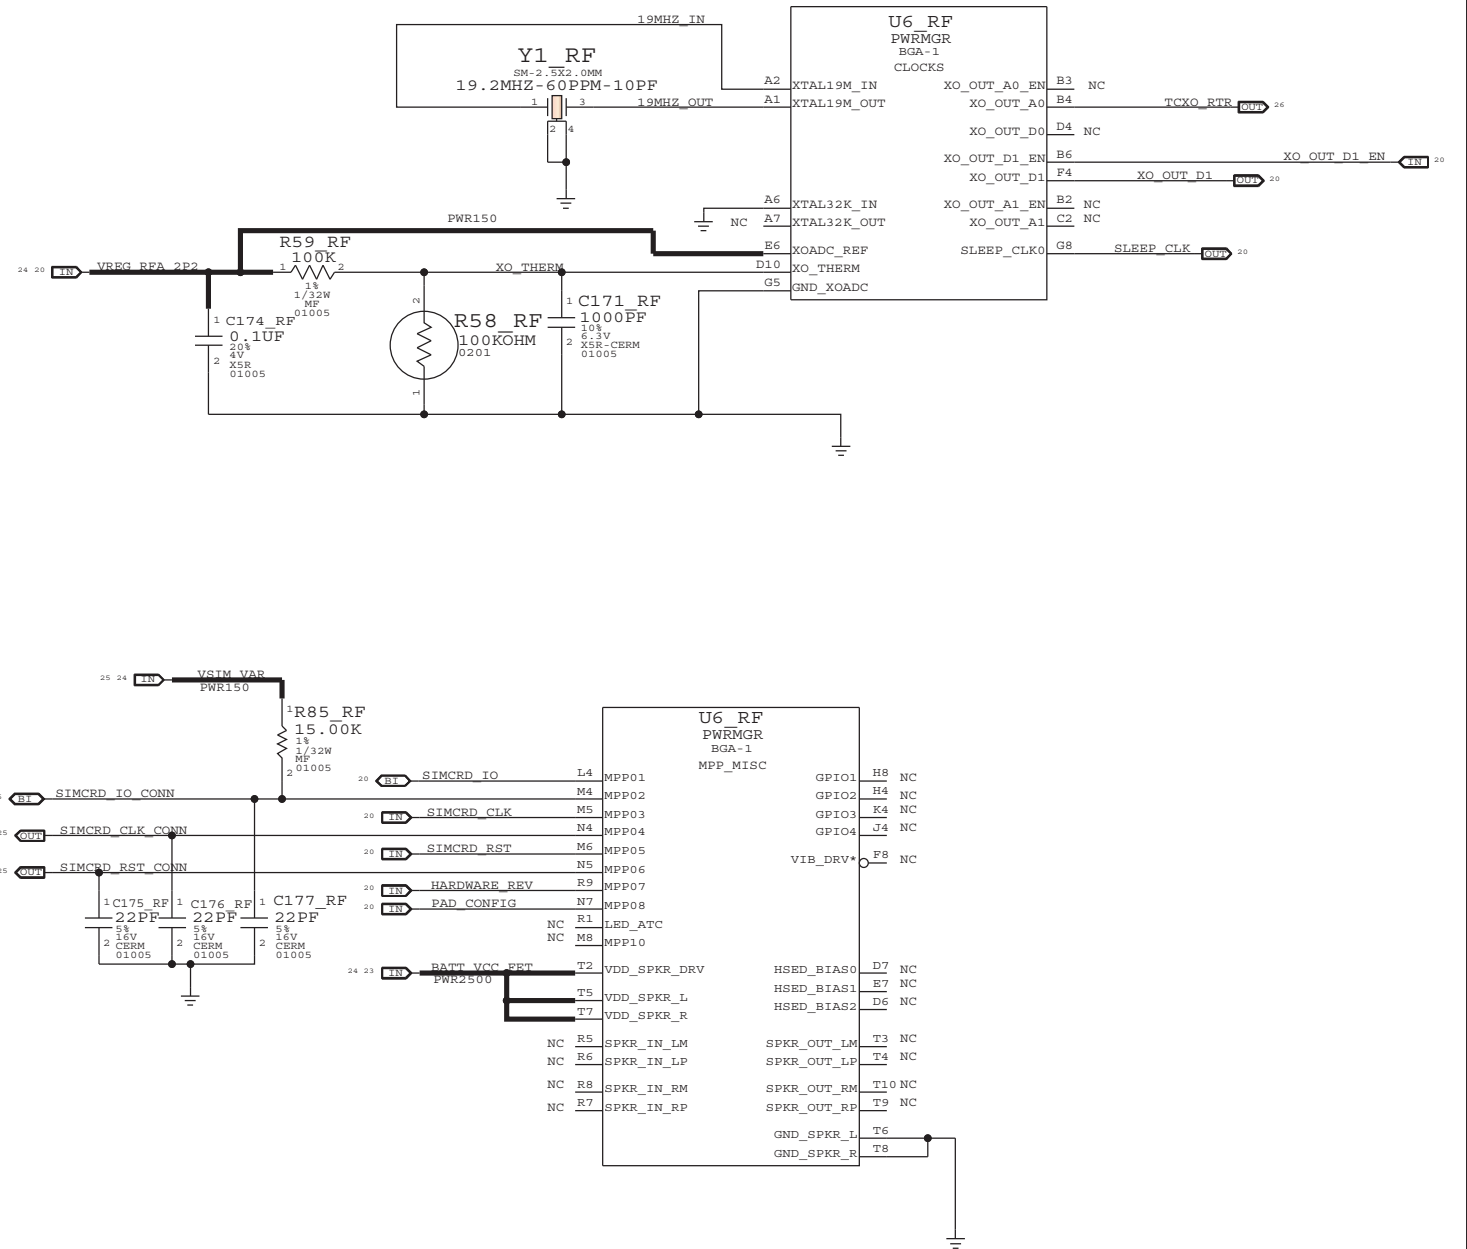 19MHZ_IN
Y1_RF
SM-2.5X2.0MM
19.2MHZ-60PPM-10PF
1
3
19MHZ_OUT
2
4
U6_RF
PWRMGR
BGA-1
CLOCKS
A2 XTAL19M_IN
A1 XTAL19M_OUT
A6 XTAL32K_IN
NC A7 XTAL32K_OUT
E6 XOADC_REF
D10 XO_THERM
G5 GND_XOADC
XO_OUT_A0_EN B3 NC
XO_OUT_A0 B4 TCXO_RTR OUT 26
XO_OUT_D0 D4 NC
XO_OUT_D1_EN B6 XO_OUT_D1_EN IN 20
XO_OUT_D1 F4 XO_OUT_D1 OUT 20
XO_OUT_A1_EN B2 NC
XO_OUT_A1 C2 NC
SLEEP_CLK0 G8 SLEEP_CLK OUT 20
PWR150
24 20 IN VREG_RFA_2P2
R59_RF
100K
1
2
1%
1/32W
MF
01005
XO_THERM
1
C174_RF
0.1UF
20%
4V
2
X5R
01005
2
R58_RF
100KOHM
0201
1
1
C171_RF
1000PF
10%
6.3V
2
X5R-CERM
01005
25 24 IN VSIM_VAR
PWR150
1
R85_RF
15.00K
1%
1/32W
MF
01005
2
BI SIMCRD_IO_CONN
25 OUT SIMCRD_CLK_CONN
25 OUT SIMCRD_RST_CONN
1
C175_RF
22PF
5%
16V
2
CERM
01005
1
C176_RF
22PF
5%
16V
2
CERM
01005
1
C177_RF
22PF
5%
16V
2
CERM
01005
20 BI SIMCRD_IO
20 IN SIMCRD_CLK
20 IN SIMCRD_RST
20 IN HARDWARE_REV
20 IN PAD_CONFIG
24 23 IN BATT_VCC_FET
PWR2500
U6_RF
PWRMGR
BGA-1
MPP_MISC
L4 MPP01
M4 MPP02
M5 MPP03
N4 MPP04
M6 MPP05
N5 MPP06
R9 MPP07
N7 MPP08
NC R1 LED_ATC
NC M8 MPP10
T2 VDD_SPKR_DRV
T5 VDD_SPKR_L
T7 VDD_SPKR_R
NC R5 SPKR_IN_LM
NC R6 SPKR_IN_LP
NC R8 SPKR_IN_RM
NC R7 SPKR_IN_RP
GPIO1 H8 NC
GPIO2 H4 NC
GPIO3 K4 NC
GPIO4 J4 NC
VIB_DRV* F8 NC
HSED_BIAS0 D7 NC
HSED_BIAS1 E7 NC
HSED_BIAS2 D6 NC
SPKR_OUT_LM T3 NC
SPKR_OUT_LP T4 NC
SPKR_OUT_RM T10 NC
SPKR_OUT_RP T9 NC
GND_SPKR_L T6
GND_SPKR_R T8